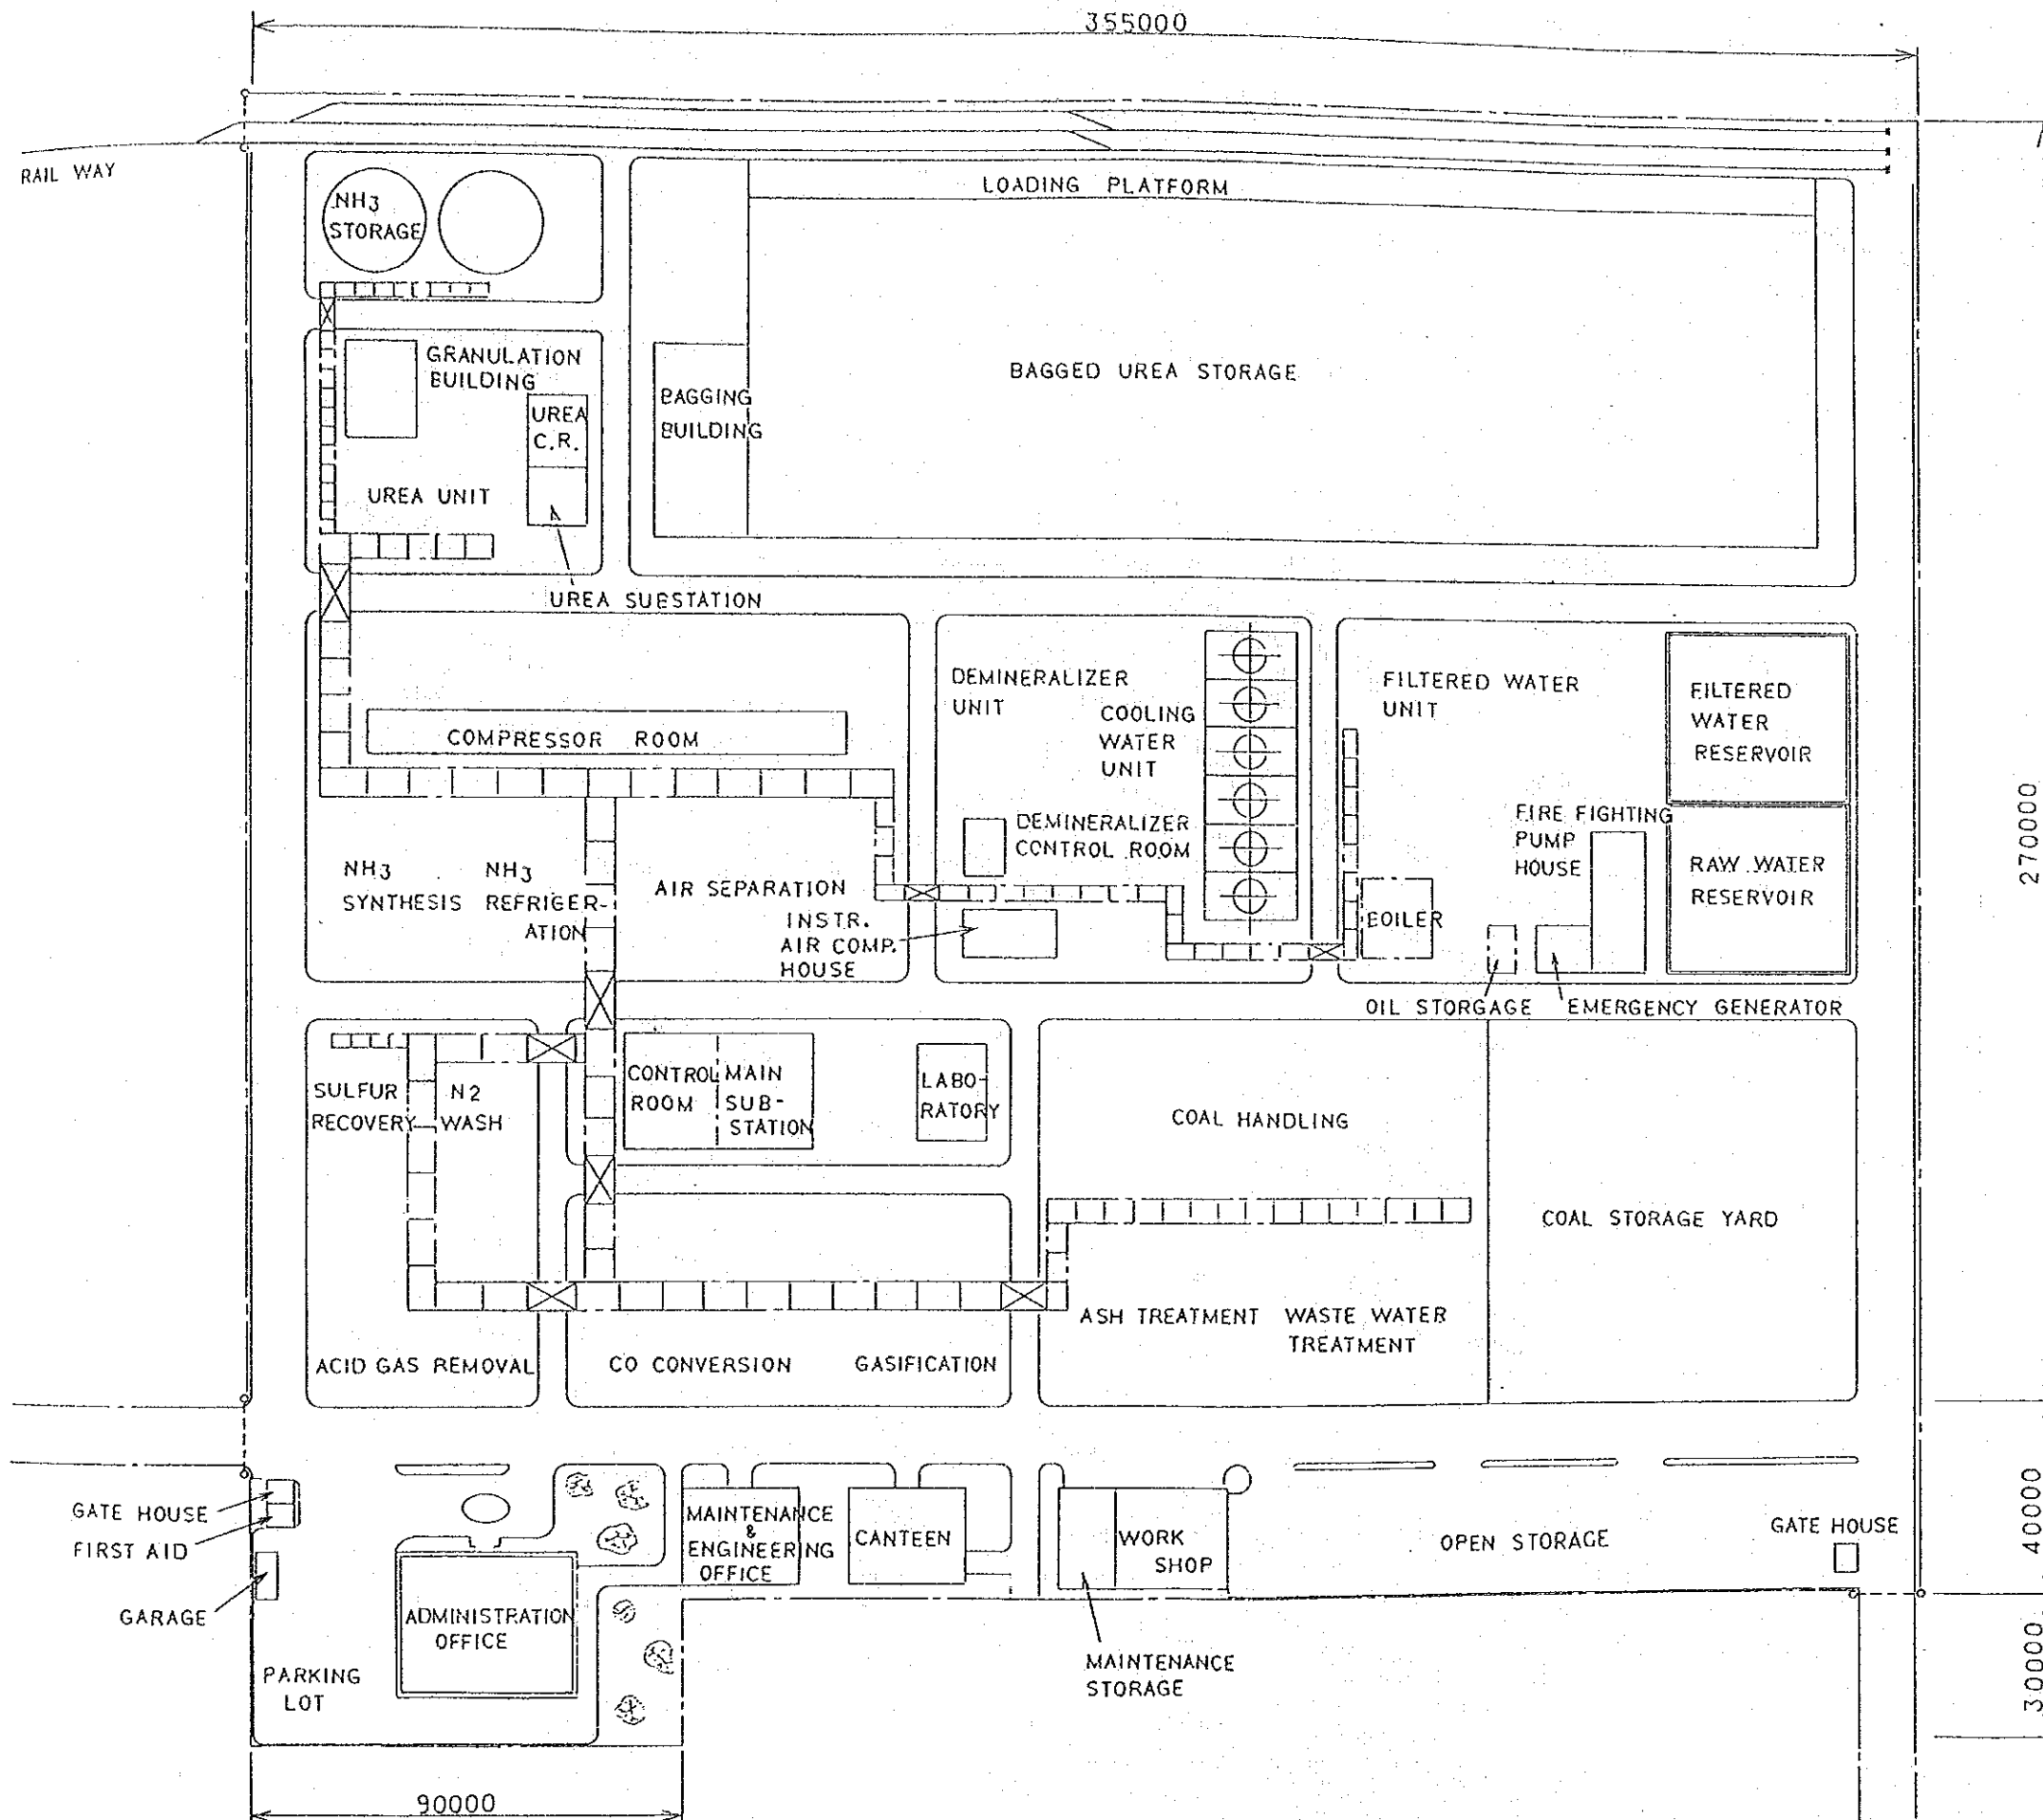 355000
RAIL WAY
LOADING PLATFORM
NH3
STORAGE
GRANULATION
BUILDING
UREA
C.R.
UREA UNIT
BAGGING
BUILDING
BAGGED UREA STORAGE
UREA SUBSTATION
COMPRESSOR ROOM
DEMINERALIZER
UNIT
COOLING
WATER
UNIT
FILTERED WATER
UNIT
FILTERED
WATER
RESERVOIR
270000
DEMINERALIZER
CONTROL ROOM
FIRE FIGHTING
PUMP
HOUSE
RAW WATER
RESERVOIR
NH3
SYNTHESIS
NH3
REFRIGER-
ATION
AIR SEPARATION
INSTR.
AIR COMP.
HOUSE
BOILER
OIL STORGAGE
EMERGENCY GENERATOR
SULFUR
RECOVERY
N2
WASH
CONTROL
ROOM
MAIN
SUB-
STATION
LABO-
RATORY
COAL HANDLING
COAL STORAGE YARD
ASH TREATMENT
WASTE WATER
TREATMENT
ACID GAS REMOVAL
CO CONVERSION
GASIFICATION
GATE HOUSE
FIRST AID
GARAGE
MAINTENANCE
&
ENGINEERING
OFFICE
CANTEEN
WORK
SHOP
OPEN STORAGE
GATE HOUSE
40000
ADMINISTRATION
OFFICE
PARKING
LOT
MAINTENANCE
STORAGE
30000
90000